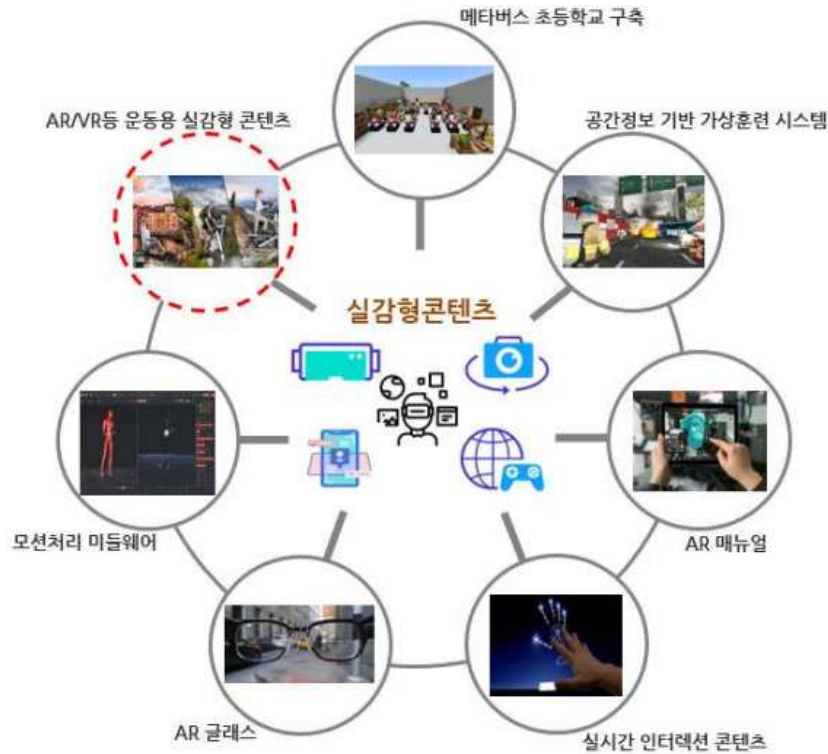 메타버스 초등학교 구축
AR/VR등 운동용 실감형 콘텐츠
공간정보 기반 가상훈련 시스템
실감형콘텐츠
모션처리 미들웨어
AR 매뉴얼
AR 글래스
실시간 인터렉션 콘텐츠